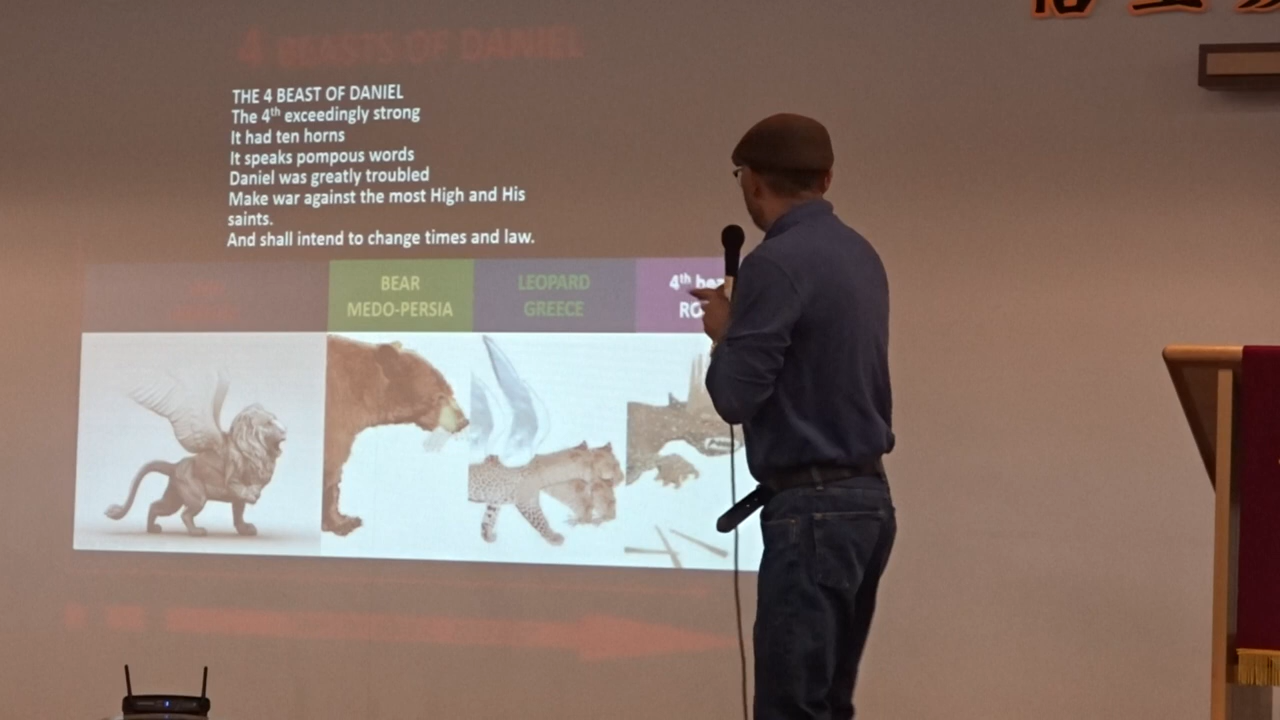 4 BEASTS OF DANIEL
THE 4 BEAST OF DANIEL
The 4th exceedingly strong
It had ten horns
It speaks pompous words
Daniel was greatly troubled
Make war against the most High and His
saints.
And shall intend to change times and law.
BEAR
MEDO-PERSIA
LEOPARD
GREECE
4th